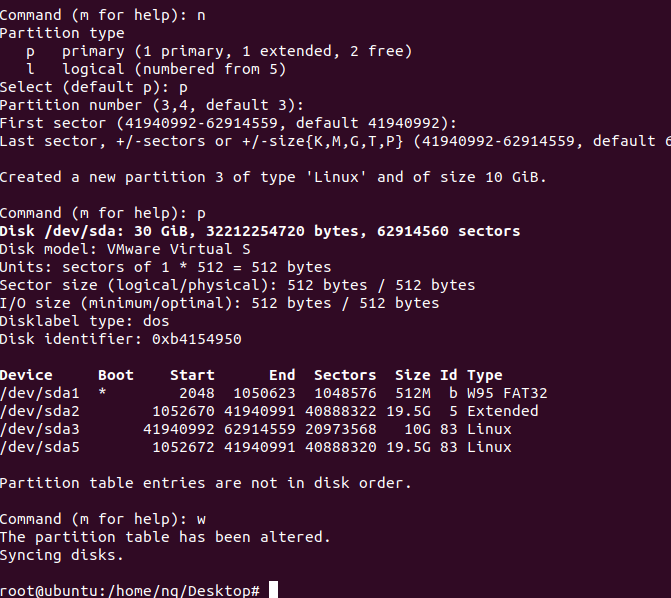 Command (m for help): n
Partition type
p primary (1 primary, 1 extended, 2 free)
l logical (numbered from 5)
Select (default p): p
Partition number (3,4, default 3):
First sector (41940992-62914559, default 41940992):
Last sector, +/-sectors or +/-size{K,M,G,T,P} (41940992-62914559, default 6
Created a new partition 3 of type 'Linux' and of size 10 GiB.
Command (m for help): p
Disk /dev/sda: 30 GiB, 32212254720 bytes, 62914560 sectors
Disk model: VMware Virtual S
Units: sectors of 1 * 512 = 512 bytes
Sector size (logical/physical): 512 bytes / 512 bytes
I/O size (minimum/optimal): 512 bytes / 512 bytes
Disklabel type: dos
Disk identifier: 0xb4154950
Device Boot Start End Sectors Size Id Type
/dev/sda1 * 2048 1050623 1048576 512M b W95 FAT32
/dev/sda2 1052670 41940991 40888322 19.5G 5 Extended
/dev/sda3 41940992 62914559 20973568 10G 83 Linux
/dev/sda5 1052672 41940991 40888320 19.5G 83 Linux
Partition table entries are not in disk order.
Command (m for help): w
The partition table has been altered.
Syncing disks.
root@ubuntu:/home/nq/Desktop#